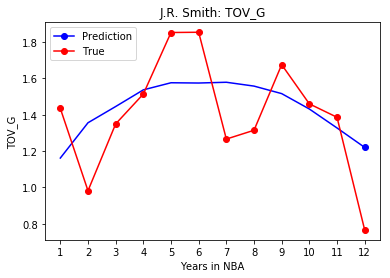 J.R. Smith: TOV_G
Prediction
True
TOV_G
1.8
1.6
1.4
1.2
1.0
0.8
1 2 3 4 5 6 7 8 9 10 11 12
Years in NBA